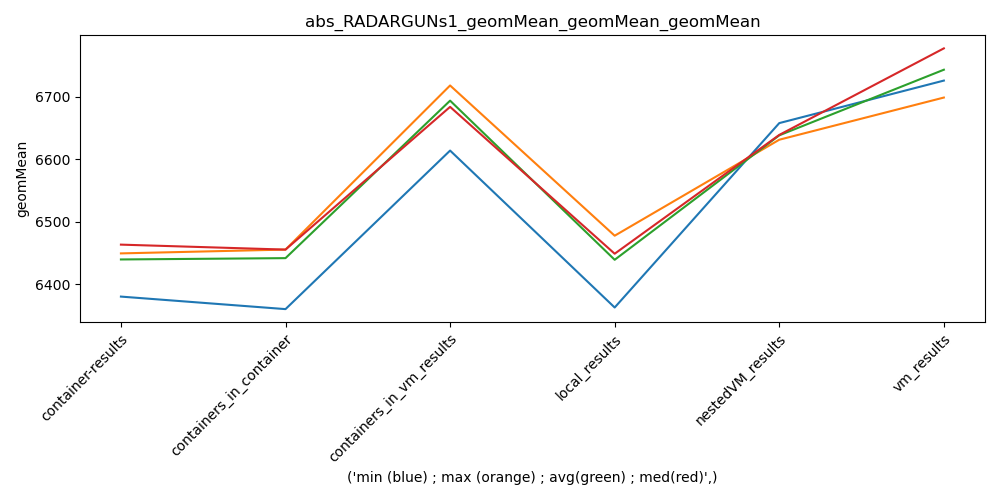 abs_RADARGUNs1_geomMean_geomMean_geomMean
geomMean
6700
6600
6500
6400
container-results
containers_in_container
containers_in_vm_results
local_results
nestedVM_results
vm_results
('min (blue) ; max (orange) ; avg(green) ; med(red)',)